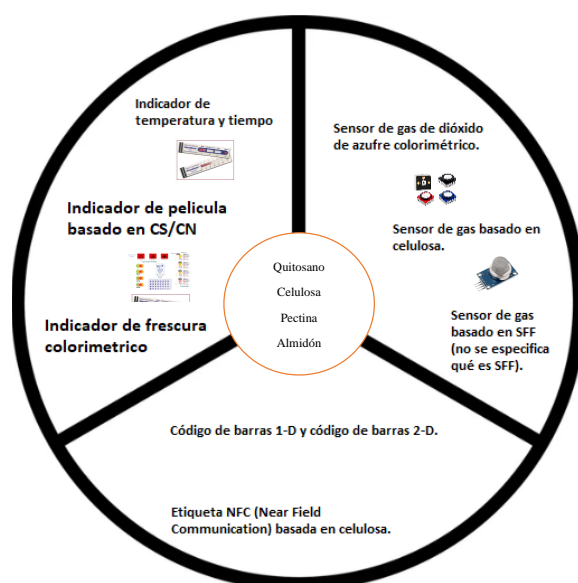 Indicador de
temperatura y tiempo
Indicador de pelicula
basado en CS/CN
Indicador de frescura
colorimetrico
Sensor de gas de dióxido
de azufre colorimétrico.
Sensor de gas basado en
celulosa.
Sensor de gas
basado en SFF
(no se especifica
qué es SFF).
Quitosano
Celulosa
Pectina
Almidón
Código de barras 1-D y código de barras 2-D.
Etiqueta NFC (Near Field
Communication) basada en celulosa.